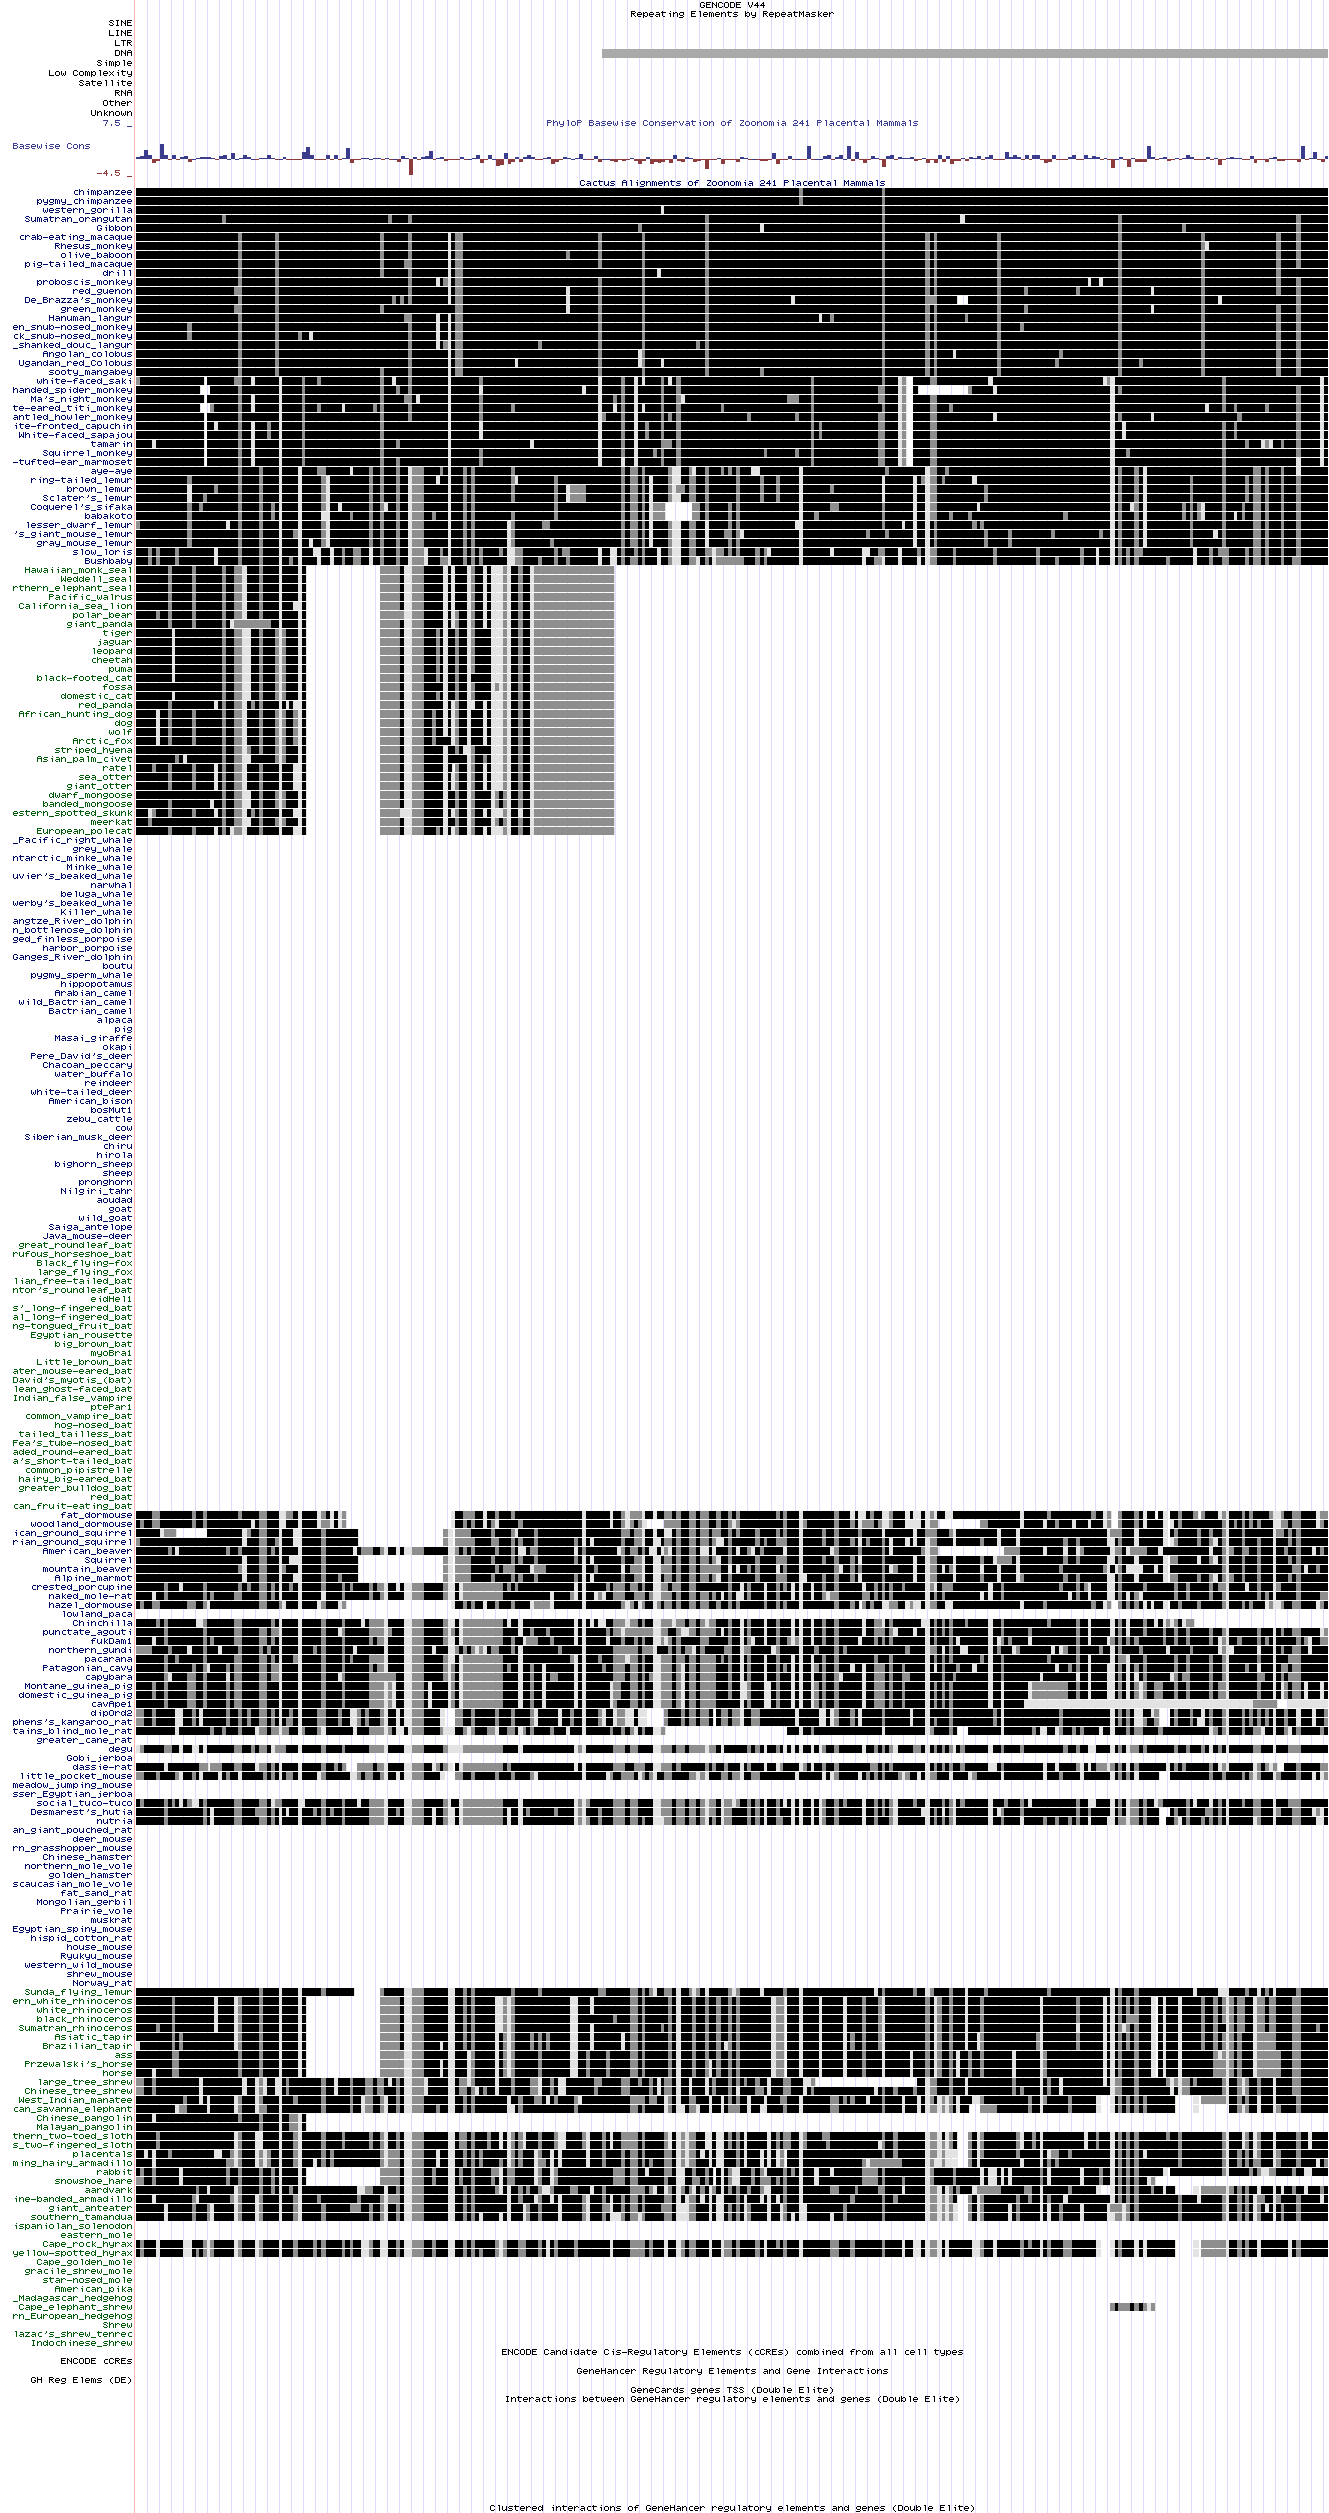 GENCODE V44
Repeating Elements by RepeatMasker
SINE
LINE
LTR
DNA
Simple
Low Complexity
Satellite
RNA
Other
Unknown
7.5 _
PhyloP Basewise Conservation of Zoonomia 241 Placental Mammals
Basewise Cons
-4.5 _
Cactus Alignments of Zoonomia 241 Placental Mammals
chimpanzee
pygmy_chimpanzee
western_gorilla
Sumatran_orangutan
Gibbon
crab-eating_macaque
Rhesus_monkey
olive_baboon
pig-tailed_macaque
drill
proboscis_monkey
red_guenon
De_Brazza's_monkey
green_monkey
Hanuman_langur
en_snub-nosed_monkey
ck_snub-nosed_monkey
_shanked_douc_langur
Angolan_colobus
Ugandan_red_Colobus
sooty_mangabey
white-faced_saki
handed_spider_monkey
Ma's_night_monkey
te-eared_titi_monkey
antled_howler_monkey
ite-fronted_capuchin
White-faced_sapajou
tamarin
Squirrel_monkey
-tufted-ear_marmoset
aye-aye
ring-tailed_lemur
brown_lemur
Sclater's_lemur
Coquerel's_sifaka
babakoto
lesser_dwarf_lemur
's_giant_mouse_lemur
gray_mouse_lemur
slow_loris
Bushbaby
Hawaiian_monk_seal
Weddell_seal
rthern_elephant_seal
Pacific_walrus
California_sea_lion
polar_bear
giant_panda
tiger
jaguar
leopard
cheetah
puma
black-footed_cat
fossa
domestic_cat
red_panda
African_hunting_dog
dog
wolf
Arctic_fox
striped_hyena
Asian_palm_civet
ratel
sea_otter
giant_otter
dwarf_mongoose
banded_mongoose
estern_spotted_skunk
meerkat
European_polecat
_Pacific_right_whale
grey_whale
ntarctic_minke_whale
Minke_whale
uvier's_beaked_whale
narwhal
beluga_whale
werby's_beaked_whale
Killer_whale
angtze_River_dolphin
n_bottlenose_dolphin
ged_finless_porpoise
harbor_porpoise
Ganges_River_dolphin
boutu
pygmy_sperm_whale
hippopotamus
Arabian_camel
wild_Bactrian_camel
Bactrian_camel
alpaca
pig
Masai_giraffe
okapi
Pere_David's_deer
Chacoan_peccary
water_buffalo
reindeer
white-tailed_deer
American_bison
bosMut1
zebu_cattle
cow
Siberian_musk_deer
chiru
hirola
bighorn_sheep
sheep
pronghorn
Nilgiri_tahr
aoudad
goat
wild_goat
Saiga_antelope
Java_mouse-deer
great_roundleaf_bat
rufous_horseshoe_bat
Black_flying-fox
large_flying_fox
lian_free-tailed_bat
ntor's_roundleaf_bat
eidHel1
s'_long-fingered_bat
al_long-fingered_bat
ng-tongued_fruit_bat
Egyptian_rousette
big_brown_bat
myoBra1
Little_brown_bat
ater_mouse-eared_bat
David's_myotis_(bat)
lean_ghost-faced_bat
Indian_false_vampire
ptePar1
common_vampire_bat
hog-nosed_bat
tailed_tailless_bat
Fea's_tube-nosed_bat
aded_round-eared_bat
a's_short-tailed_bat
common_pipistrelle
hairy_big-eared_bat
greater_bulldog_bat
red_bat
can_fruit-eating_bat
fat_dormouse
woodland_dormouse
ican_ground_squirrel
rian_ground_squirrel
American_beaver
Squirrel
mountain_beaver
Alpine_marmot
crested_porcupine
naked_mole-rat
hazel_dormouse
lowland_paca
Chinchilla
punctate_agouti
fukDam1
northern_gundi
pacarana
Patagonian_cavy
capybara
Montane_guinea_pig
domestic_guinea_pig
cavApe1
dipOrd2
phens's_kangaroo_rat
tains_blind_mole_rat
greater_cane_rat
degu
Gobi_jerboa
dassie-rat
little_pocket_mouse
meadow_jumping_mouse
sser_Egyptian_jerboa
social_tuco-tuco
Desmarest's_hutia
nutria
an_giant_pouched_rat
deer_mouse
rn_grasshopper_mouse
Chinese_hamster
northern_mole_vole
golden_hamster
scaucasian_mole_vole
fat_sand_rat
Mongolian_gerbil
Prairie_vole
muskrat
Egyptian_spiny_mouse
hispid_cotton_rat
house_mouse
Ryukyu_mouse
western_wild_mouse
shrew_mouse
Norway_rat
Sunda_flying_lemur
ern_white_rhinoceros
white_rhinoceros
black_rhinoceros
Sumatran_rhinoceros
Asiatic_tapir
Brazilian_tapir
ass
Przewalski's_horse
horse
large_tree_shrew
Chinese_tree_shrew
West_Indian_manatee
can_savanna_elephant
Chinese_pangolin
Malayan_pangolin
thern_two-toed_sloth
s_two-fingered_sloth
placentals
ming_hairy_armadillo
rabbit
snowshoe_hare
aardvark
ine-banded_armadillo
giant_anteater
southern_tamandua
ispaniolan_solenodon
eastern_mole
Cape_rock_hyrax
yellow-spotted_hyrax
Cape_golden_mole
gracile_shrew_mole
star-nosed_mole
American_pika
_Madagascar_hedgehog
Cape_elephant_shrew
rn_European_hedgehog
Shrew
lazac's_shrew_tenrec
Indochinese_shrew
ENCODE Candidate Cis-Regulatory Elements (cCREs) combined from all cell types
ENCODE cCREs
GeneHancer Regulatory Elements and Gene Interactions
GH Reg Elems (DE)
GeneCards genes TSS (Double Elite)
Interactions between GeneHancer regulatory elements and genes (Double Elite)
Clustered interactions of GeneHancer regulatory elements and genes (Double Elite)